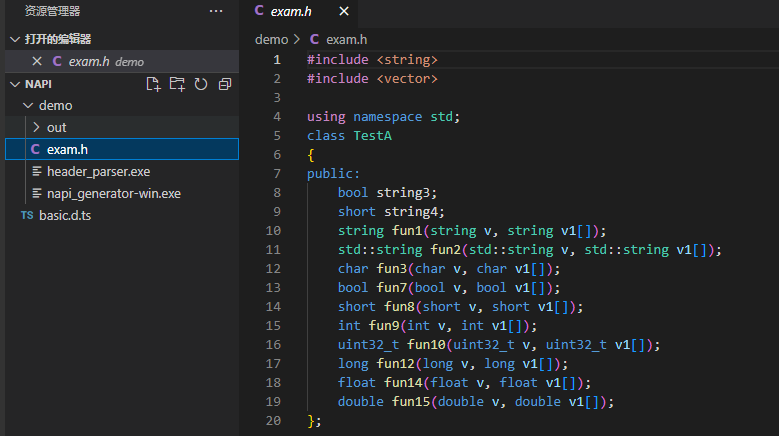 资源管理器
打开的编辑器
exam.h demo
NAPI
demo
out
C exam.h
header_parser.exe
napi_generator-win.exe
TS basic.d.ts
C exam.h
demo > C exam.h
1 #include <string>
2 #include <vector>
3
4 using namespace std;
5 class TestA
6 {
7 public:
8 bool string3;
9 short string4;
10 string fun1(string v, string v1[]);
11 std::string fun2(std::string v, std::string v1[]);
12 char fun3(char v, char v1[]);
13 bool fun7(bool v, bool v1[]);
14 short fun8(short v, short v1[]);
15 int fun9(int v, int v1[]);
16 uint32_t fun10(uint32_t v, uint32_t v1[]);
17 long fun12(long v, long v1[]);
18 float fun14(float v, float v1[]);
19 double fun15(double v, double v1[]);
20 };